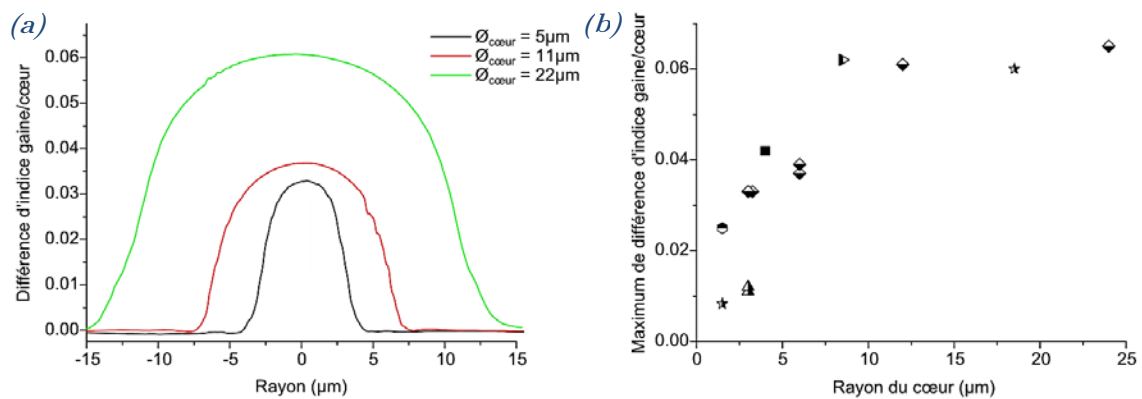 (a)
Différence d'indice gaine/cœur
0.06
0.05
0.04
0.03
0.02
0.01
0.00
-15
-10
-5
0
5
10
15
Rayon (µm)
Øcœur = 5µm
Øcœur = 11µm
Øcœur = 22µm
(b)
Maximum de différence d'indice gaine/cœur
0.06
0.04
0.02
0.00
0
5
10
15
20
25
Rayon du cœur (µm)